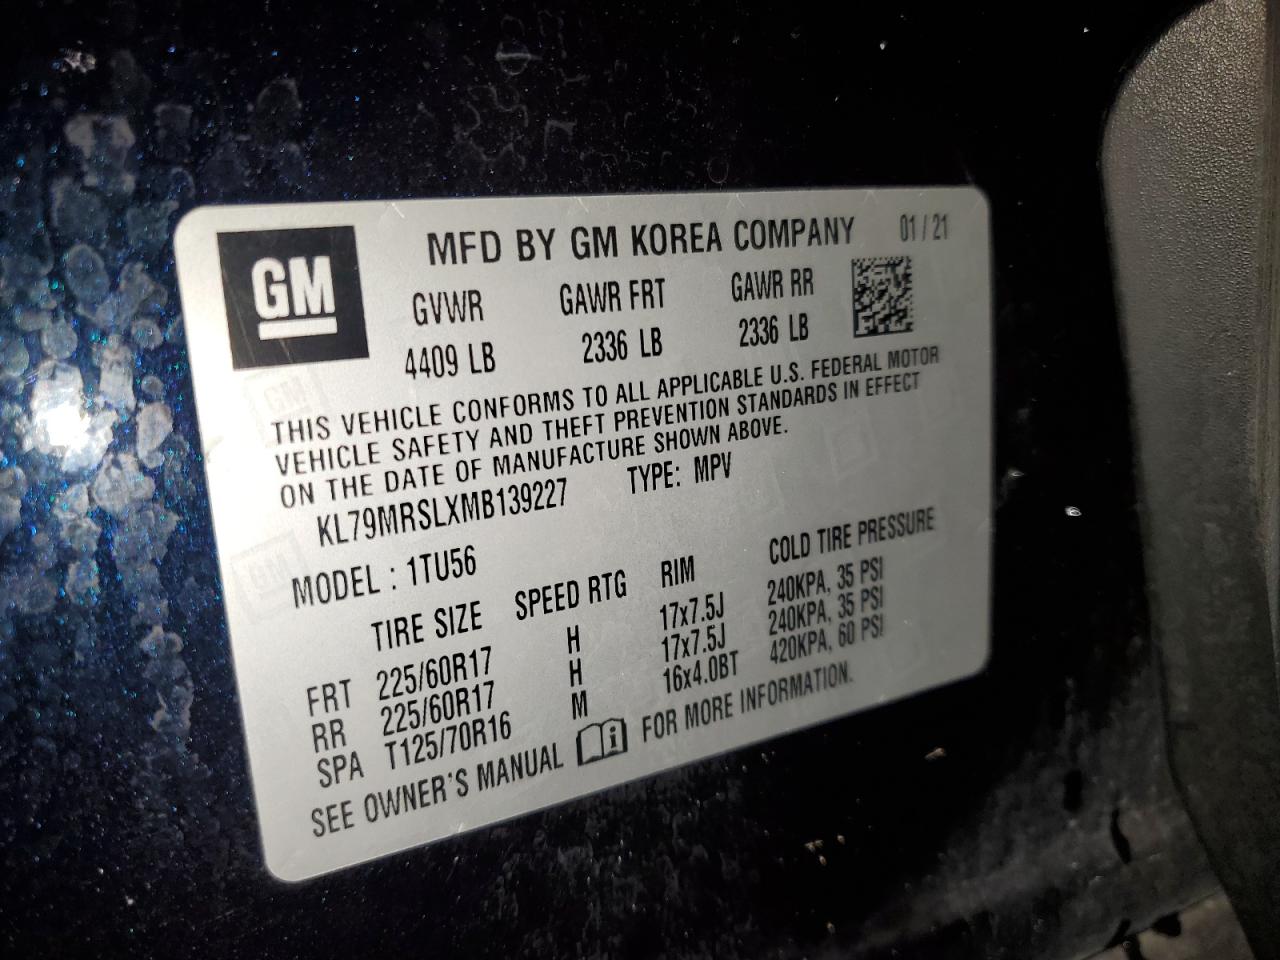 GM
MFD BY GM KOREA COMPANY 01/21
GVWR GAWR FRT GAWR RR
4409 LB 2336 LB 2336 LB
THIS VEHICLE CONFORMS TO ALL APPLICABLE U.S. FEDERAL MOTOR
VEHICLE SAFETY AND THEFT PREVENTION STANDARDS IN EFFECT
ON THE DATE OF MANUFACTURE SHOWN ABOVE.
KL79MRSLXMB139227 TYPE: MPV
MODEL : 1TU56
TIRE SIZE SPEED RTG RIM COLD TIRE PRESSURE
FRT 225/60R17 H 17x7.5J 240KPA, 35 PSI
RR 225/60R17 H 17x7.5J 240KPA, 35 PSI
SPA T125/70R16 M 16x4.0BT 420KPA, 60 PSI
SEE OWNER'S MANUAL FOR MORE INFORMATION.